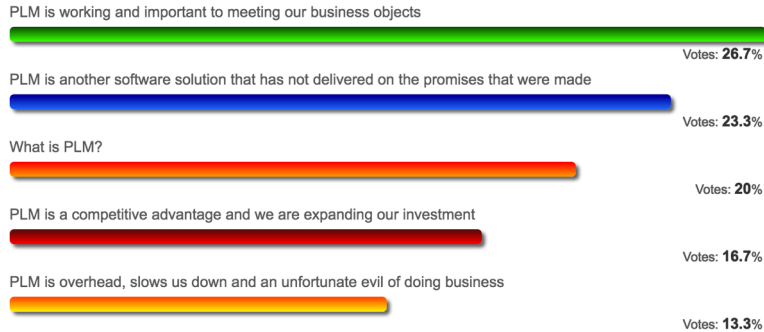 PLM is working and important to meeting our business objects
Votes: 26.7%
PLM is another software solution that has not delivered on the promises that were made
Votes: 23.3%
What is PLM?
Votes: 20%
PLM is a competitive advantage and we are expanding our investment
Votes: 16.7%
PLM is overhead, slows us down and an unfortunate evil of doing business
Votes: 13.3%